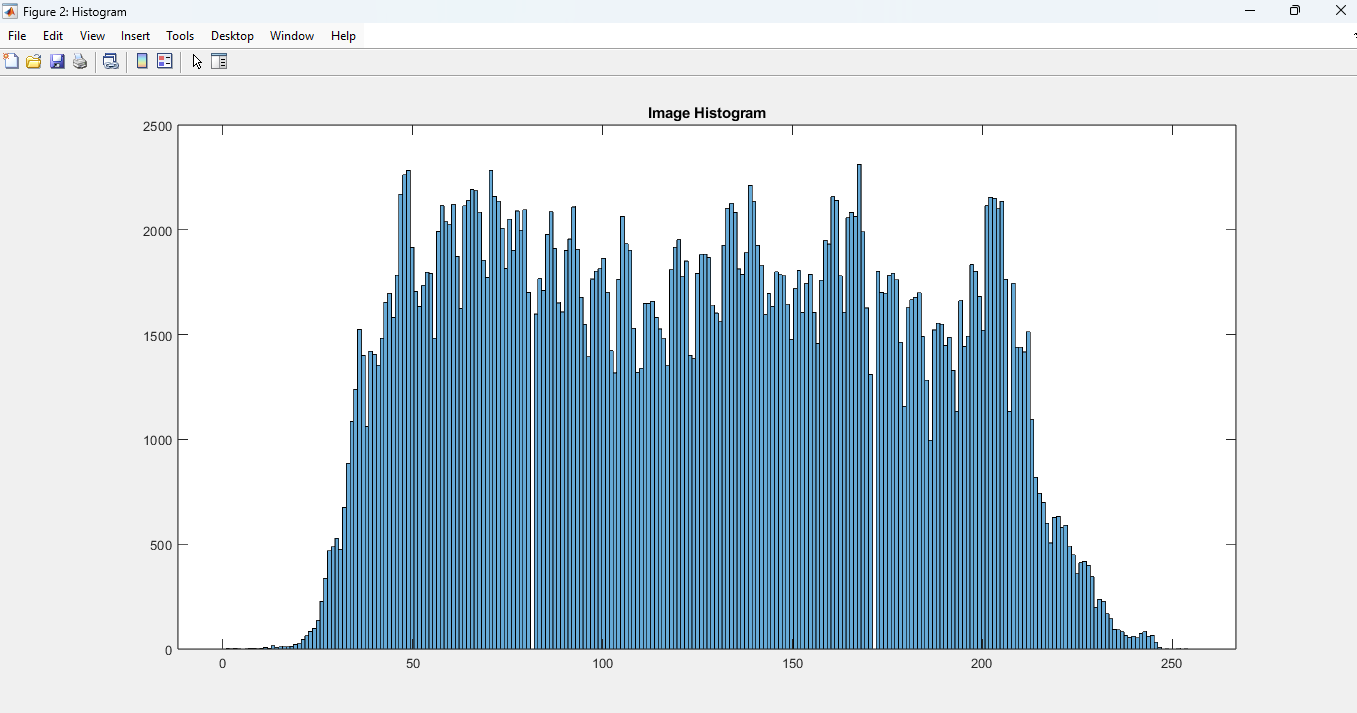 Figure 2: Histogram
File Edit View Insert Tools Desktop Window Help
Image Histogram
2500
2000
1500
1000
500
0
0 50 100 150 200 250